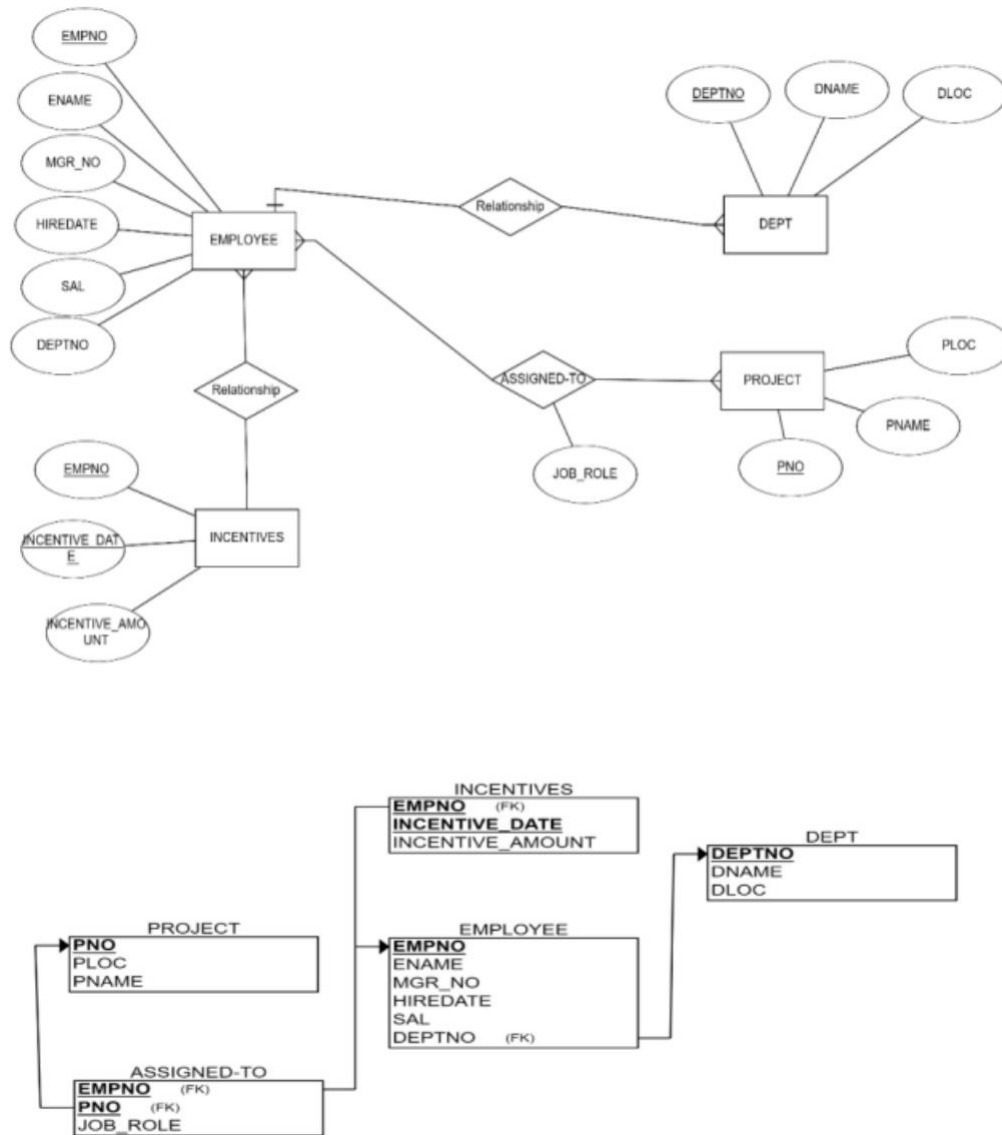 EMPNO
ENAME
MGR_NO
HIREDATE
SAL
DEPTNO
EMPLOYEE
Relationship
DEPTNO
DNAME
DLOC
DEPT
Relationship
ASSIGNED-TO
JOB_ROLE
PROJECT
PLOC
PNAME
PNO
EMPNO
INCENTIVE_DAT
E
INCENTIVE_AMO
UNT
INCENTIVES
INCENTIVES
EMPNO (FK)
INCENTIVE_DATE
INCENTIVE_AMOUNT
DEPT
DEPTNO
DNAME
DLOC
PROJECT
PNO
PLOC
PNAME
EMPLOYEE
EMPNO
ENAME
MGR_NO
HIREDATE
SAL
DEPTNO (FK)
ASSIGNED-TO
EMPNO (FK)
PNO (FK)
JOB_ROLE